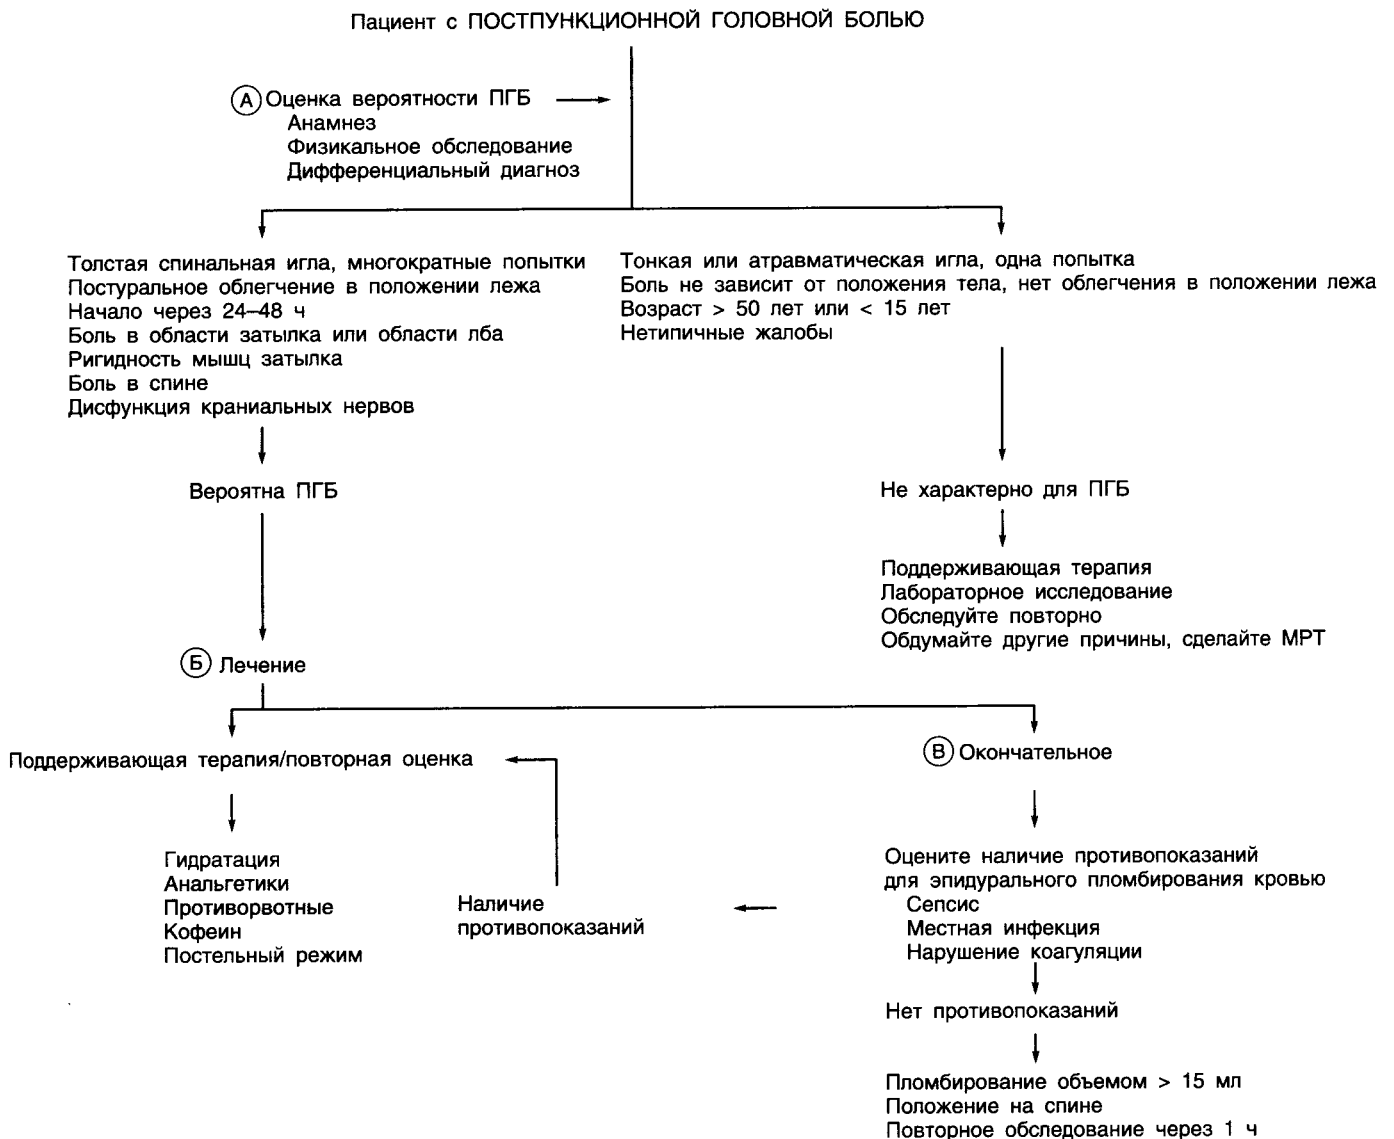 Пациент с ПОСТПУНКЦИОННОЙ ГОЛОВНОЙ БОЛЬЮ
А Оценка вероятности ПГБ
Анамнез
Физикальное обследование
Дифференциальный диагноз
Толстая спинальная игла, многократные попытки
Постуральное облегчение в положении лежа
Начало через 24–48 ч
Боль в области затылка или области лба
Ригидность мышц затылка
Боль в спине
Дисфункция краниальных нервов
Тонкая или атравматическая игла, одна попытка
Боль не зависит от положения тела, нет облегчения в положении лежа
Возраст > 50 лет или < 15 лет
Нетипичные жалобы
Вероятна ПГБ
Не характерно для ПГБ
Поддерживающая терапия
Лабораторное исследование
Обследуйте повторно
Обдумайте другие причины, сделайте МРТ
Б Лечение
Поддерживающая терапия/повторная оценка
В Окончательное
Гидратация
Анальгетики
Противорвотные
Кофеин
Постельный режим
Наличие
противопоказаний
Оцените наличие противопоказаний
для эпидурального пломбирования кровью
Сепсис
Местная инфекция
Нарушение коагуляции
Нет противопоказаний
Пломбирование объемом > 15 мл
Положение на спине
Повторное обследование через 1 ч